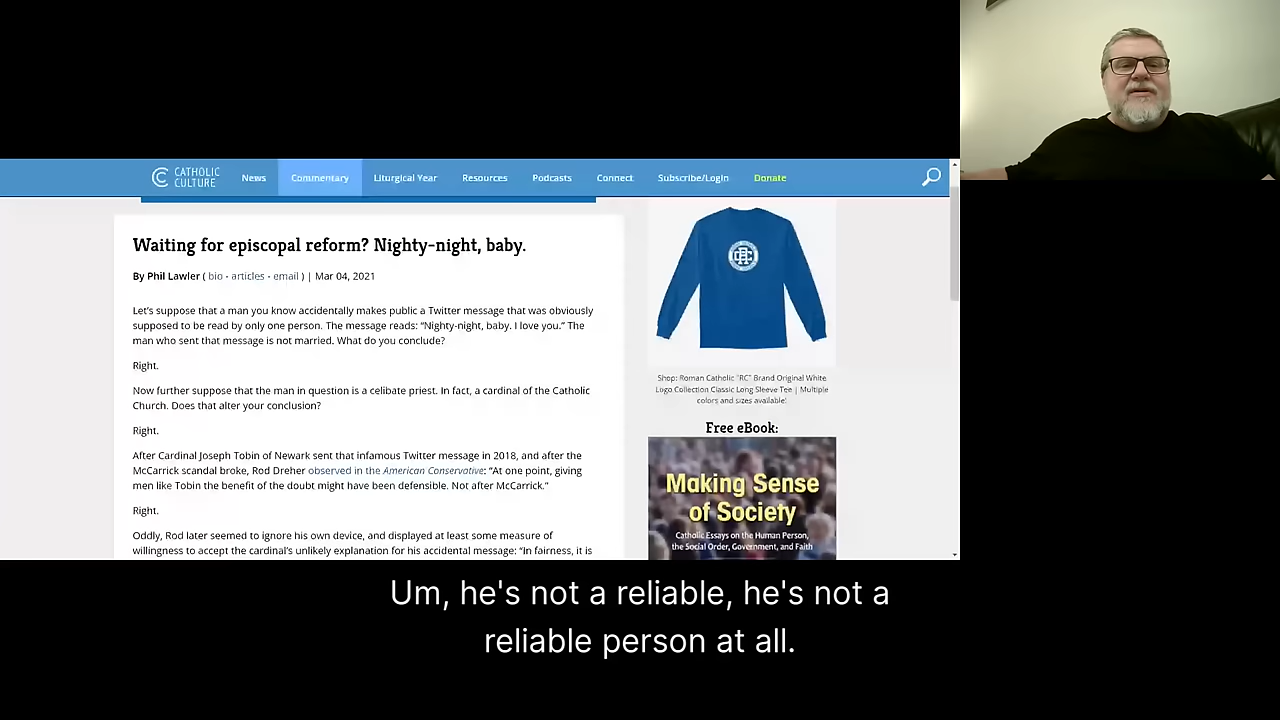 CATHOLIC
CULTURE
News
Commentary
Liturgical Year
Resources
Podcasts
Connect
Subscribe/Login
Donate
Waiting for episcopal reform? Nighty-night, baby.
By Phil Lawler ( bio - articles - email ) | Mar 04, 2021
Let's suppose that a man you know accidentally makes public a Twitter message that was obviously
supposed to be read by only one person. The message reads: “Nighty-night, baby. I love you.” The
man who sent that message is not married. What do you conclude?
Right.
Now further suppose that the man in question is a celibate priest. In fact, a cardinal of the Catholic
Church. Does that alter your conclusion?
Right.
After Cardinal Joseph Tobin of Newark sent that infamous Twitter message in 2018, and after the
McCarrick scandal broke, Rod Dreher observed in the American Conservative: “At one point, giving
men like Tobin the benefit of the doubt might have been defensible. Not after McCarrick.”
Right.
Oddly, Rod later seemed to ignore his own device, and displayed at least some measure of
willingness to accept the cardinal's unlikely explanation for his accidental message: “In fairness, it is
Shop: Roman Catholic "RC" Brand Original White
Logo Collection Classic Long Sleeve Tee | Multiple
colors and sizes available!
Free eBook:
Making Sense
of Society
Catholic Essays on the Human Person,
the Social Order, Government, and Faith
Um, he's not a reliable, he's not a
reliable person at all.